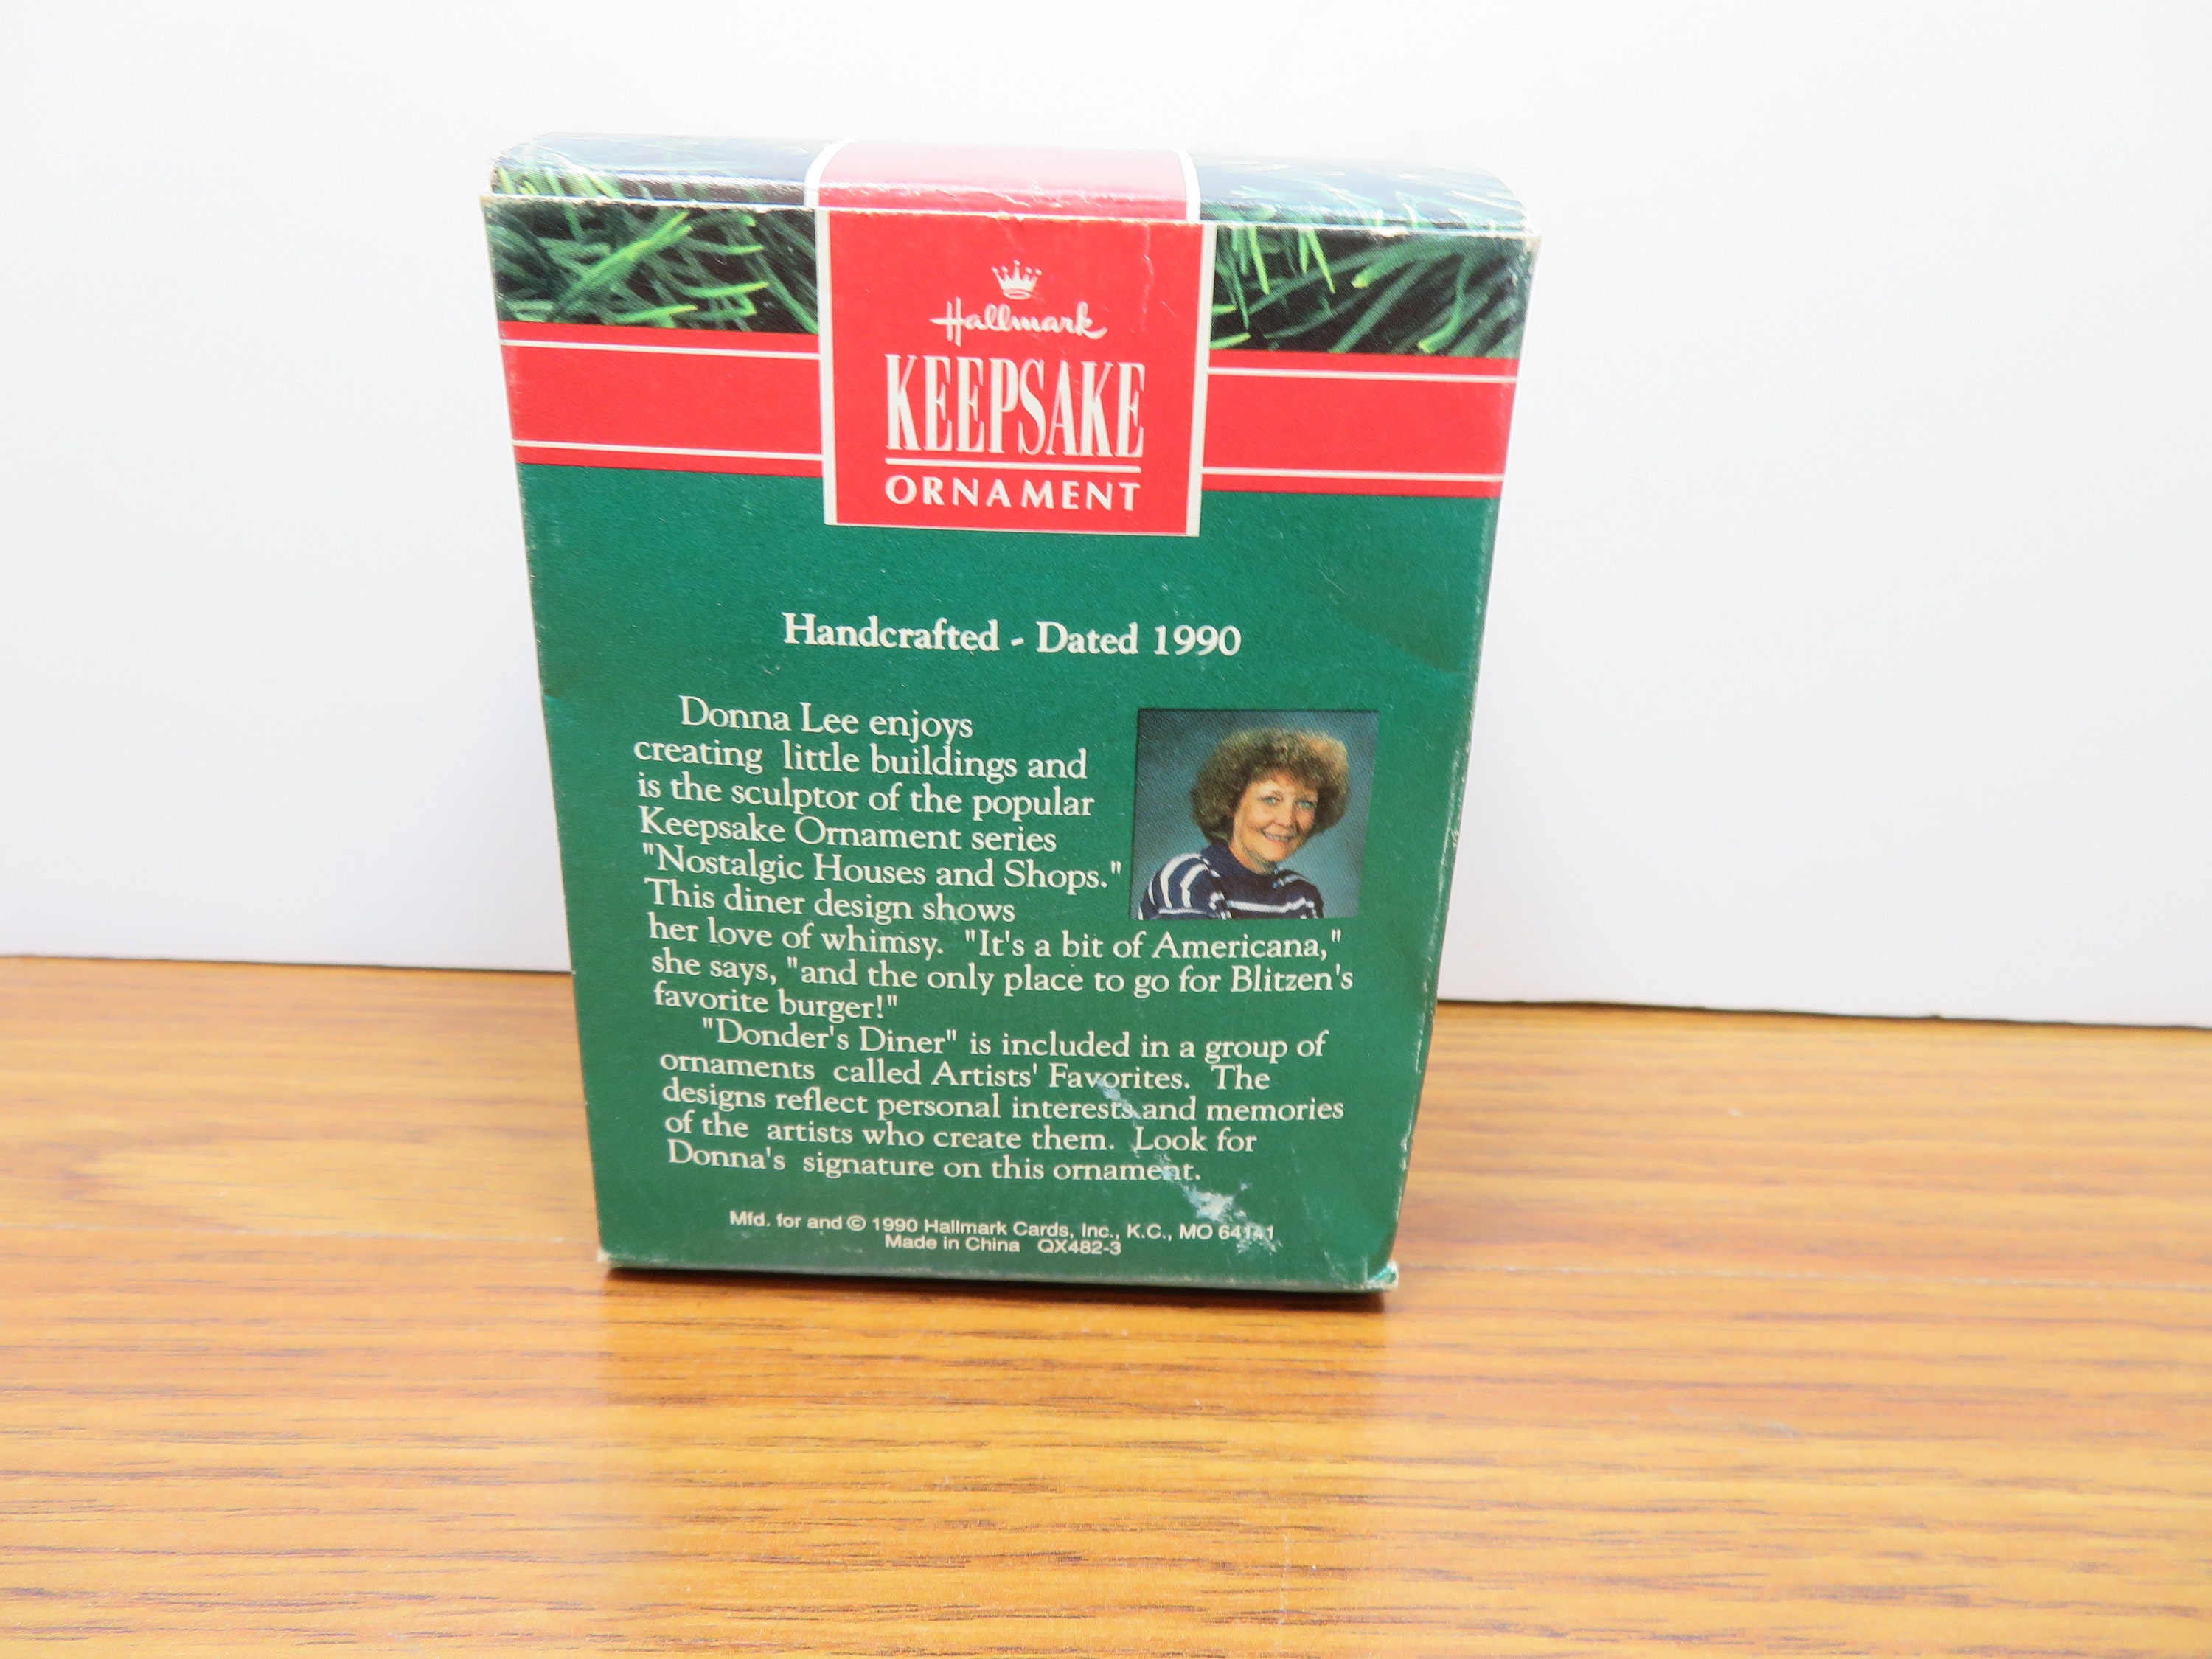 Hallmark
KEEPSAKE
ORNAMENT
Handcrafted - Dated 1990
Donna Lee enjoys
creating little buildings and
is the sculptor of the popular
Keepsake Ornament series
"Nostalgic Houses and Shops."
This diner design shows
her love of whimsy. "It's a bit of Americana,"
she says, "and the only place to go for Blitzen's
favorite burger!"
"Donder's Diner" is included in a group of
ornaments called Artists' Favorites. The
designs reflect personal interests and memories
of the artists who create them. Look for
Donna's signature on this ornament.
Mfd. for and © 1990 Hallmark Cards, Inc., K.C., MO 64141
Made in China QX482-3